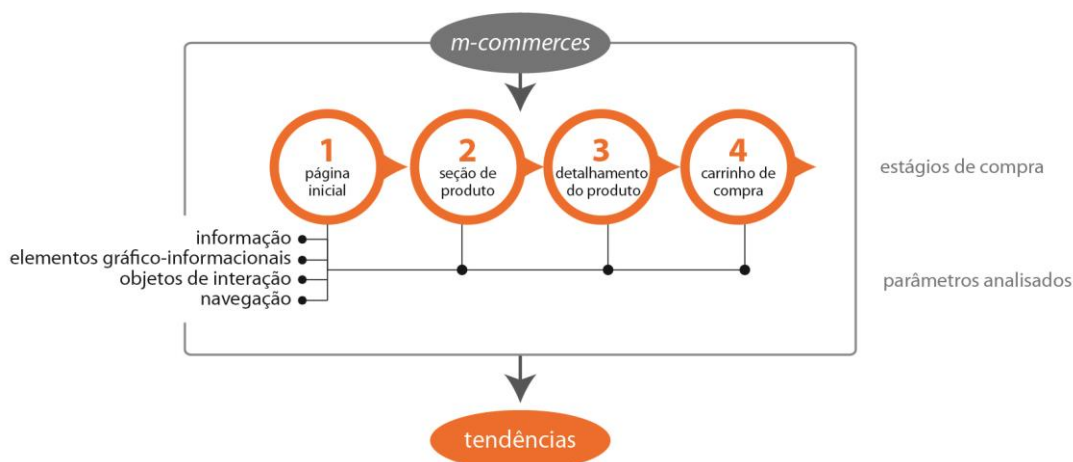 m-commerces
1
página
inicial
2
seção de
produto
3
detalhamento
do produto
4
carrinho de
compra
estágios de compra
informação
elementos gráfico-informacionais
objetos de interação
navegação
parâmetros analisados
tendências